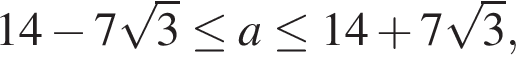 14 − 7√3 ≤ a ≤ 14 + 7√3,